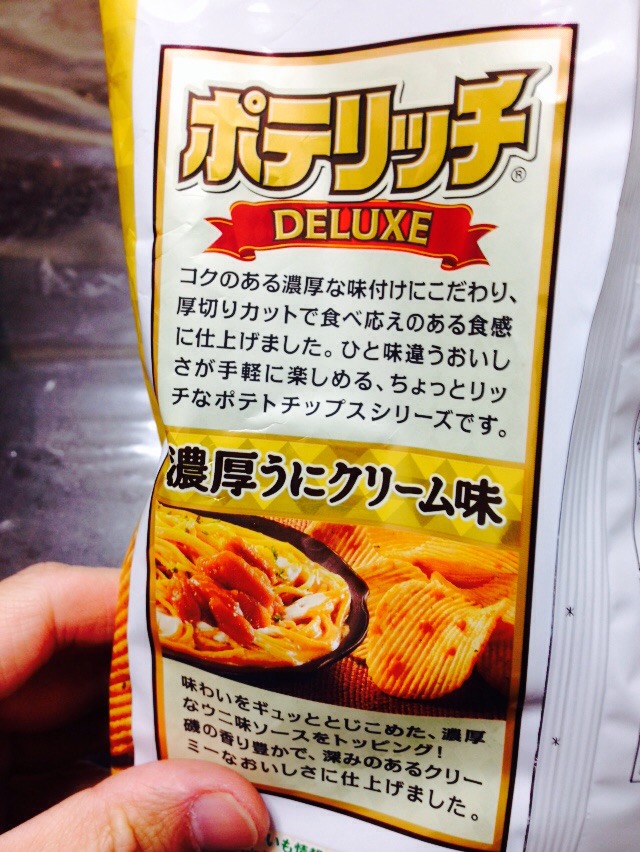 ポテリッチ®
DELUXE
コクのある濃厚な味付けにこだわり、
厚切りカットで食べ応えのある食感
に仕上げました。ひと味違うおいし
さが手軽に楽しめる、ちょっとリッ
チなポテトチップスシリーズです。
濃厚うにクリーム味
味わいをギュッととじこめた、濃厚
なウニ味ソースをトッピング!
磯の香り豊かで、深みのあるクリー
ミーなおいしさに仕上げました。
いも情報